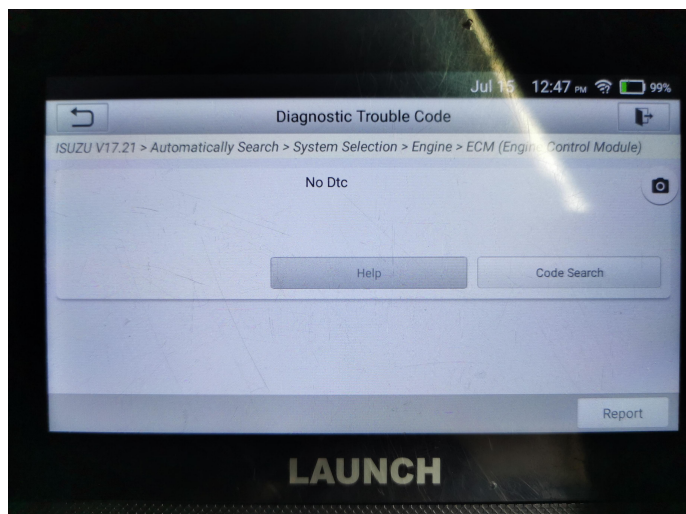 Jul 15 12:47 PM 99%
Diagnostic Trouble Code
ISUZU V17.21 > Automatically Search > System Selection > Engine > ECM (Engine Control Module)
No Dtc
Help
Code Search
Report
LAUNCH